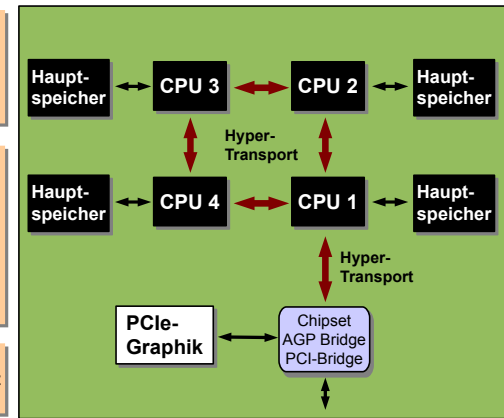 Haupt-
speicher
CPU 3
CPU 2
Haupt-
speicher
Hyper-
Transport
Haupt-
speicher
CPU 4
CPU 1
Haupt-
speicher
Hyper-
Transport
PCIe-
Graphik
Chipset
AGP Bridge
PCI-Bridge